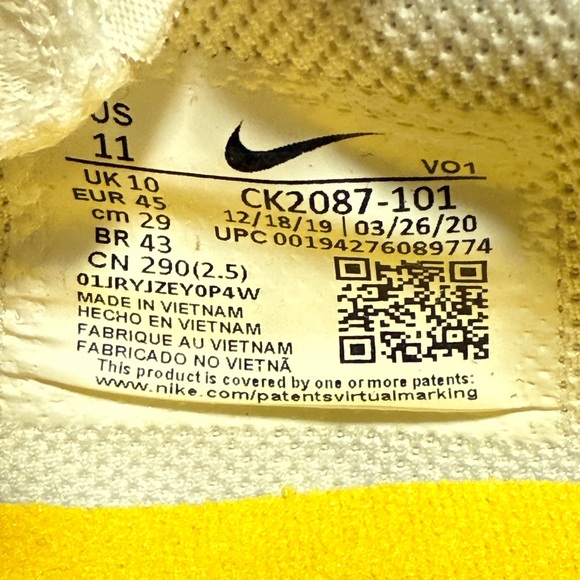 US
11
VO1
UK 10
EUR 45
cm 29
BR 43
CN 290(2.5)
CK2087-101
12/18/19 | 03/26/20
UPC 00194276089774
01JRYJZEY0P4W
MADE IN VIETNAM
HECHO EN VIETNAM
FABRIQUE AU VIETNAM
FABRICADO NO VIETNÃ
This product is covered by one or more patents:
www.nike.com/patentsvirtualmarking